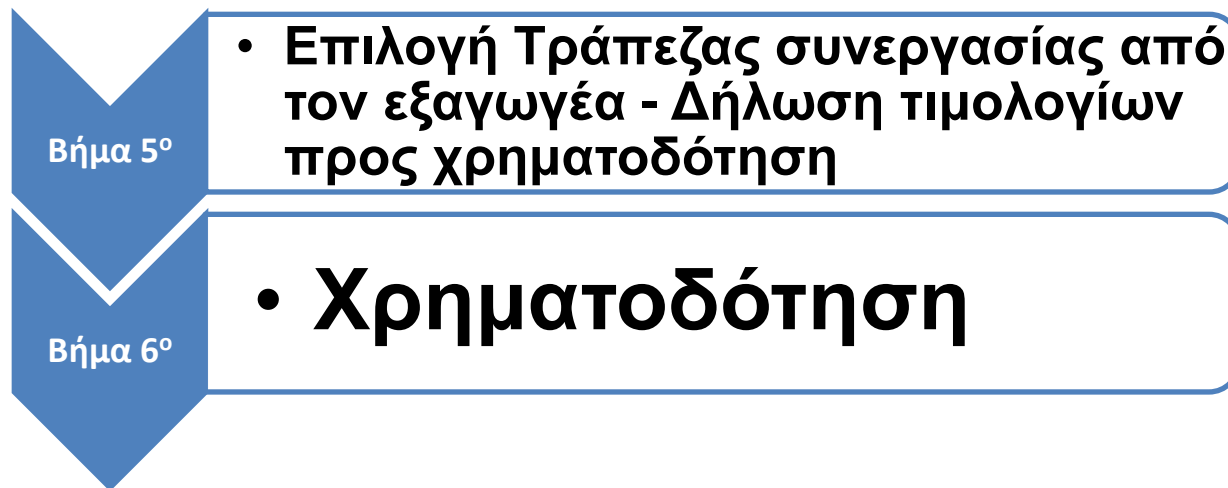 Βήμα 5ο
• Επιλογή Τράπεζας συνεργασίας από
τον εξαγωγέα - Δήλωση τιμολογίων
προς χρηματοδότηση
Βήμα 6ο
• Χρηματοδότηση